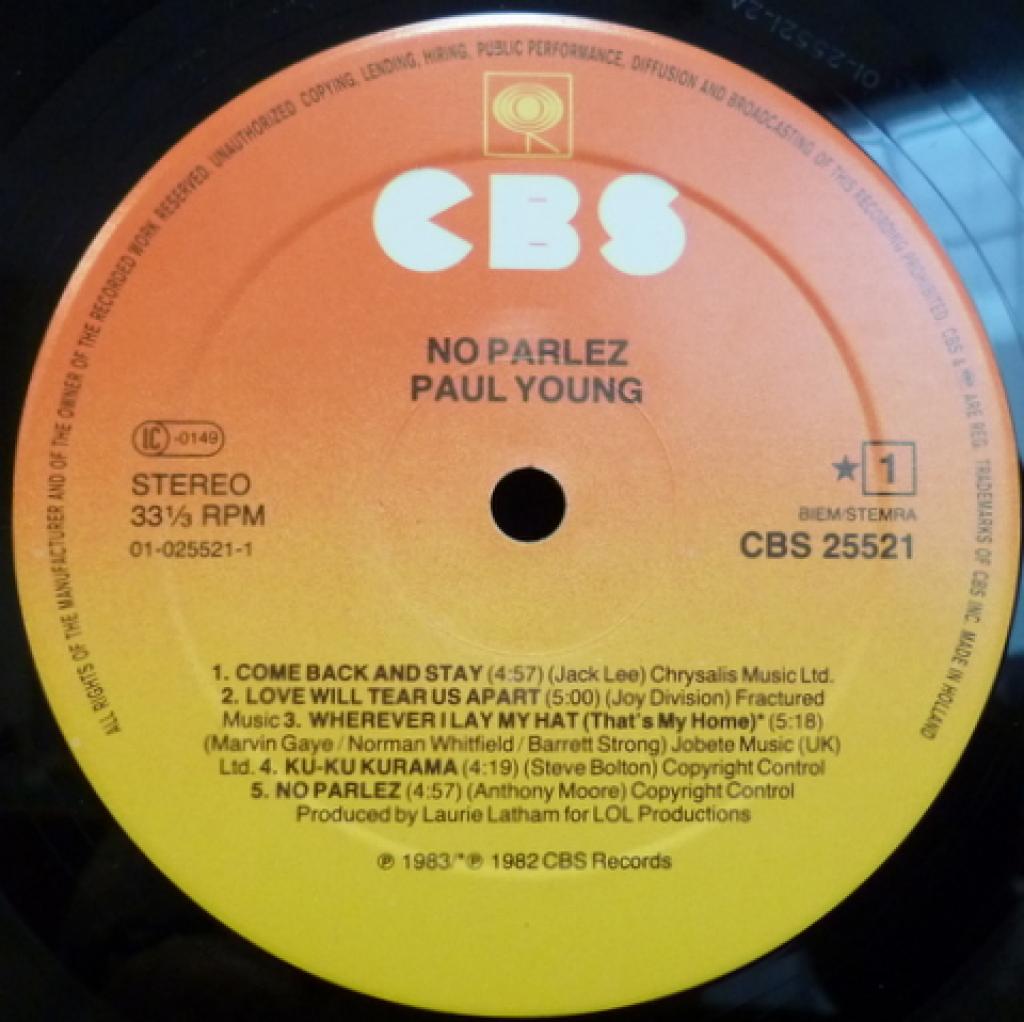 ALL RIGHTS OF THE MANUFACTURER AND OF THE OWNER OF THE RECORDED WORK RESERVED. UNAUTHORIZED COPYING, LENDING, HIRING, PUBLIC PERFORMANCE, DIFFUSION AND BROADCASTING OF THIS RECORDING PROHIBITED. CBS & ARE REG. TRADEMARKS OF CBS INC. MADE IN HOLLAND
01-25521-2A
CBS
NO PARLEZ
PAUL YOUNG
LC-0149
STEREO
33⅓ RPM
01-025521-1
★ 1
BIEM/STEMRA
CBS 25521
1. COME BACK AND STAY (4:57) (Jack Lee) Chrysalis Music Ltd.
2. LOVE WILL TEAR US APART (5:00) (Joy Division) Fractured
Music 3. WHEREVER I LAY MY HAT (That's My Home)* (5:18)
(Marvin Gaye / Norman Whitfield / Barrett Strong) Jobete Music (UK)
Ltd. 4. KU-KU KURAMA (4:19) (Steve Bolton) Copyright Control
5. NO PARLEZ (4:57) (Anthony Moore) Copyright Control
Produced by Laurie Latham for LOL Productions
℗ 1983/*℗ 1982 CBS Records